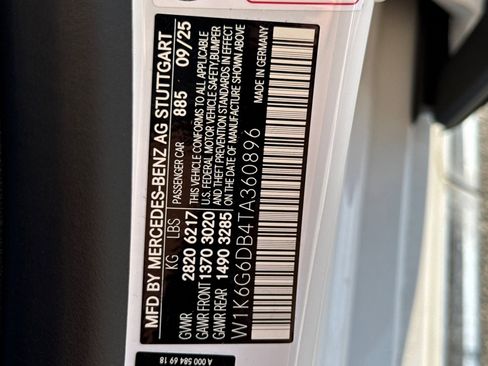 MFD BY MERCEDES-BENZ AG STUTTGART
KG LBS PASSENGER CAR 885 09/25
GVWR 2820 6217 THIS VEHICLE CONFORMS TO ALL APPLICABLE
GAWR FRONT 1370 3020 U.S. FEDERAL MOTOR VEHICLE SAFETY,BUMPER
GAWR REAR 1490 3285 AND THEFT PREVENTION STANDARDS IN EFFECT
ON THE DATE OF MANUFACTURE SHOWN ABOVE
MADE IN GERMANY
W1K6G6DB4TA360896
A 000 584 69 18